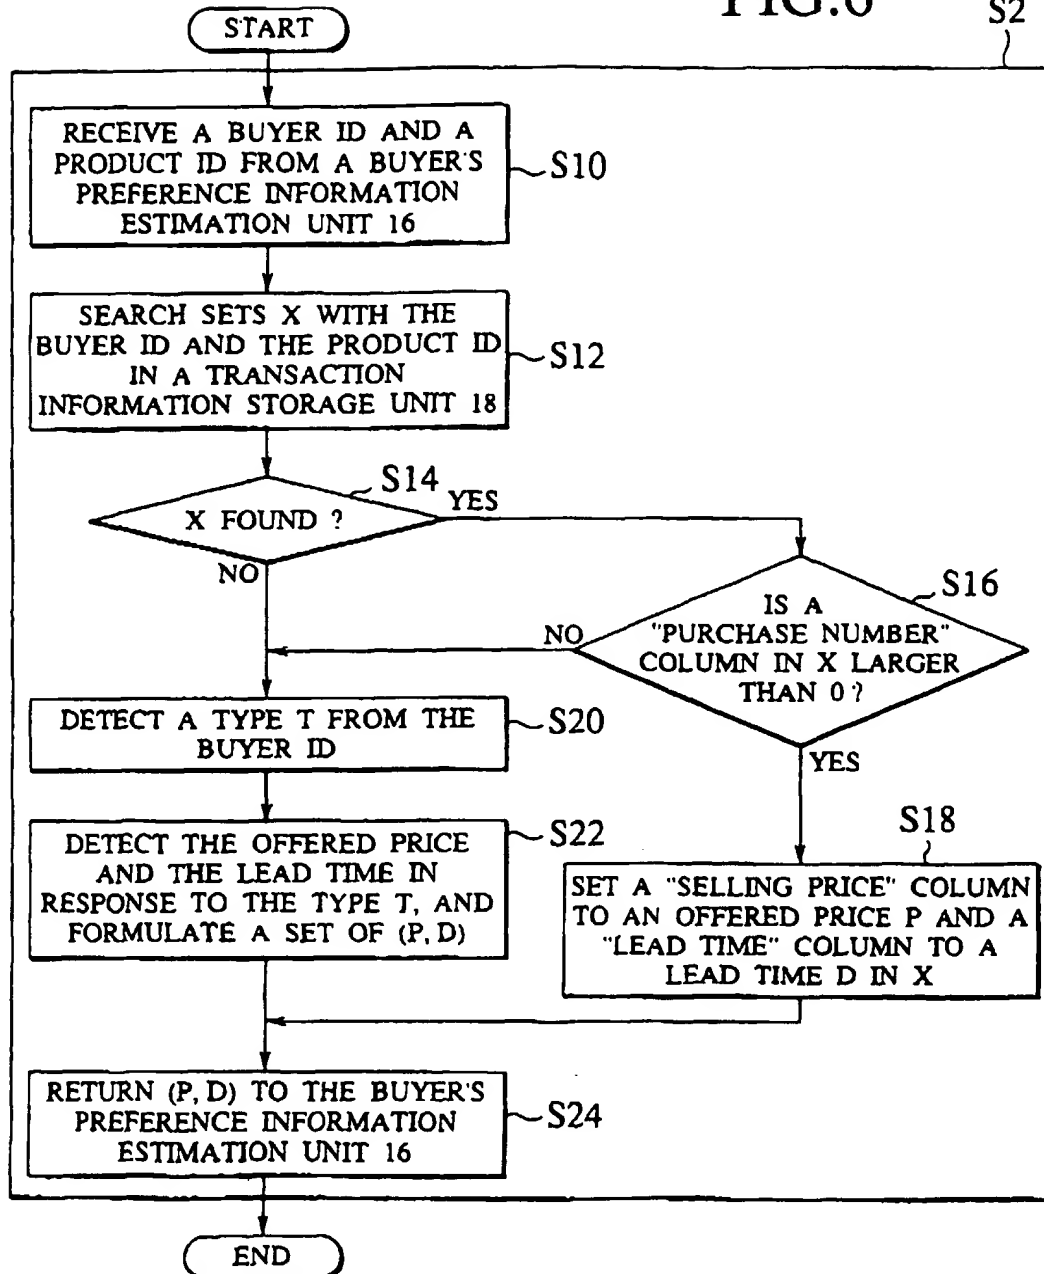 FIG.6
S2
START
RECEIVE A BUYER ID AND A
PRODUCT ID FROM A BUYER'S
PREFERENCE INFORMATION
ESTIMATION UNIT 16
S10
SEARCH SETS X WITH THE
BUYER ID AND THE PRODUCT ID
IN A TRANSACTION
INFORMATION STORAGE UNIT 18
S12
S14
X FOUND ?
YES
NO
S16
IS A
"PURCHASE NUMBER"
COLUMN IN X LARGER
THAN 0 ?
NO
YES
DETECT A TYPE T FROM THE
BUYER ID
S20
DETECT THE OFFERED PRICE
AND THE LEAD TIME IN
RESPONSE TO THE TYPE T, AND
FORMULATE A SET OF (P, D)
S22
S18
SET A "SELLING PRICE" COLUMN
TO AN OFFERED PRICE P AND A
"LEAD TIME" COLUMN TO A
LEAD TIME D IN X
RETURN (P, D) TO THE BUYER'S
PREFERENCE INFORMATION
ESTIMATION UNIT 16
S24
END